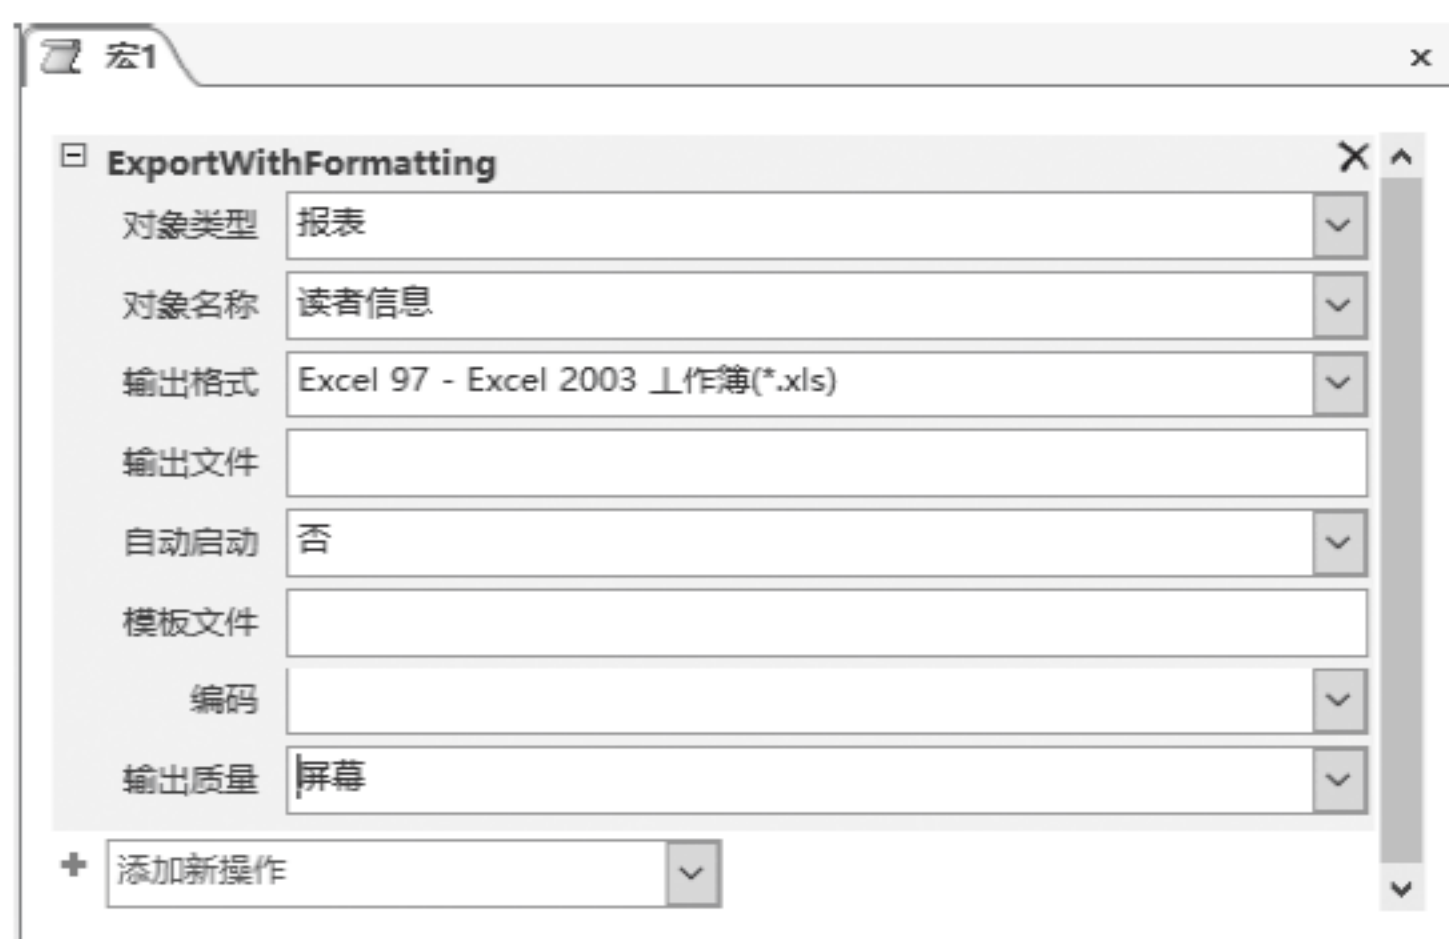 宏1
ExportWithFormatting
对象类型 报表
对象名称 读者信息
输出格式 Excel 97 - Excel 2003 工作簿(*.xls)
输出文件
自动启动 否
模板文件
编码
输出质量 屏幕
添加新操作